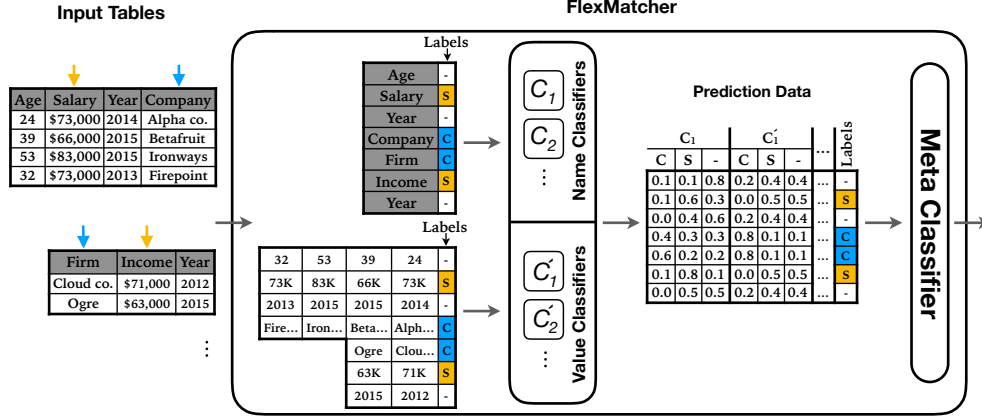 FlexMatcher
Input Tables
Age Salary Year Company
24 $73,000 2014 Alpha co.
39 $66,000 2015 Betafruit
53 $83,000 2015 Ironways
32 $73,000 2013 Firepoint
Firm Income Year
Cloud co. $71,000 2012
Ogre $63,000 2015
⋮
Labels
Age -
Salary S
Year -
Company C
Firm C
Income S
Year -
Labels
32 53 39 24 -
73K 83K 66K 73K S
2013 2015 2015 2014 -
Fire... Iron... Beta... Alph... C
Ogre Clou... C
63K 71K S
2015 2012 -
C1
C2
⋮
Name Classifiers
C´1
C´2
⋮
Value Classifiers
Prediction Data
C1 C´1 ... Labels
C S - C S -
0.1 0.1 0.8 0.2 0.4 0.4 ... -
0.1 0.6 0.3 0.0 0.5 0.5 ... S
0.0 0.4 0.6 0.2 0.4 0.4 ... -
0.4 0.3 0.3 0.8 0.1 0.1 ... C
0.6 0.2 0.2 0.8 0.1 0.1 ... C
0.1 0.8 0.1 0.0 0.5 0.5 ... S
0.0 0.5 0.5 0.2 0.4 0.4 ... -
Meta Classifier